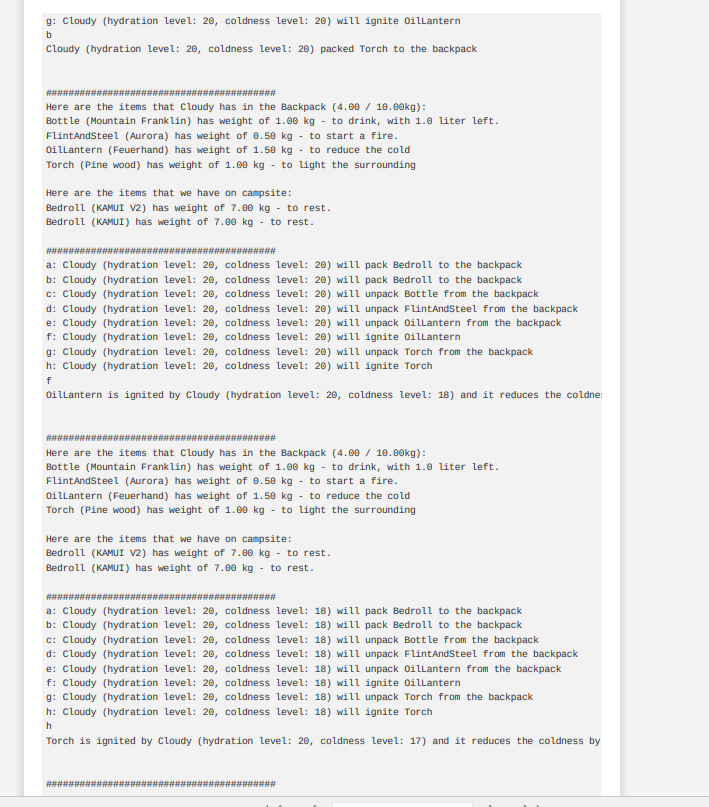 g: Cloudy (hydration level: 20, coldness level: 20) will ignite OilLantern
b
Cloudy (hydration level: 20, coldness level: 20) packed Torch to the backpack
#########################################
Here are the items that Cloudy has in the Backpack (4.00 / 10.00kg):
Bottle (Mountain Franklin) has weight of 1.00 kg - to drink, with 1.0 liter left.
FlintAndSteel (Aurora) has weight of 0.50 kg - to start a fire.
OilLantern (Feuerhand) has weight of 1.50 kg - to reduce the cold
Torch (Pine wood) has weight of 1.00 kg - to light the surrounding
Here are the items that we have on campsite:
Bedroll (KAMUI V2) has weight of 7.00 kg - to rest.
Bedroll (KAMUI) has weight of 7.00 kg - to rest.
#########################################
a: Cloudy (hydration level: 20, coldness level: 20) will pack Bedroll to the backpack
b: Cloudy (hydration level: 20, coldness level: 20) will pack Bedroll to the backpack
c: Cloudy (hydration level: 20, coldness level: 20) will unpack Bottle from the backpack
d: Cloudy (hydration level: 20, coldness level: 20) will unpack FlintAndSteel from the backpack
e: Cloudy (hydration level: 20, coldness level: 20) will unpack OilLantern from the backpack
f: Cloudy (hydration level: 20, coldness level: 20) will ignite OilLantern
g: Cloudy (hydration level: 20, coldness level: 20) will unpack Torch from the backpack
h: Cloudy (hydration level: 20, coldness level: 20) will ignite Torch
f
OilLantern is ignited by Cloudy (hydration level: 20, coldness level: 18) and it reduces the coldnes
#########################################
Here are the items that Cloudy has in the Backpack (4.00 / 10.00kg):
Bottle (Mountain Franklin) has weight of 1.00 kg - to drink, with 1.0 liter left.
FlintAndSteel (Aurora) has weight of 0.50 kg - to start a fire.
OilLantern (Feuerhand) has weight of 1.50 kg - to reduce the cold
Torch (Pine wood) has weight of 1.00 kg - to light the surrounding
Here are the items that we have on campsite:
Bedroll (KAMUI V2) has weight of 7.00 kg - to rest.
Bedroll (KAMUI) has weight of 7.00 kg - to rest.
#########################################
a: Cloudy (hydration level: 20, coldness level: 18) will pack Bedroll to the backpack
b: Cloudy (hydration level: 20, coldness level: 18) will pack Bedroll to the backpack
c: Cloudy (hydration level: 20, coldness level: 18) will unpack Bottle from the backpack
d: Cloudy (hydration level: 20, coldness level: 18) will unpack FlintAndSteel from the backpack
e: Cloudy (hydration level: 20, coldness level: 18) will unpack OilLantern from the backpack
f: Cloudy (hydration level: 20, coldness level: 18) will ignite OilLantern
g: Cloudy (hydration level: 20, coldness level: 18) will unpack Torch from the backpack
h: Cloudy (hydration level: 20, coldness level: 18) will ignite Torch
h
Torch is ignited by Cloudy (hydration level: 20, coldness level: 17) and it reduces the coldness by
#########################################